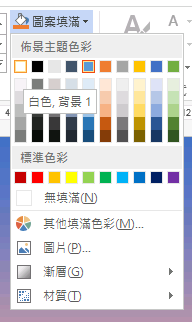 圖案填滿
佈景主題色彩
白色, 背景 1
標準色彩
無填滿(N)
其他填滿色彩(M)...
圖片(P)...
漸層(G)
材質(T)